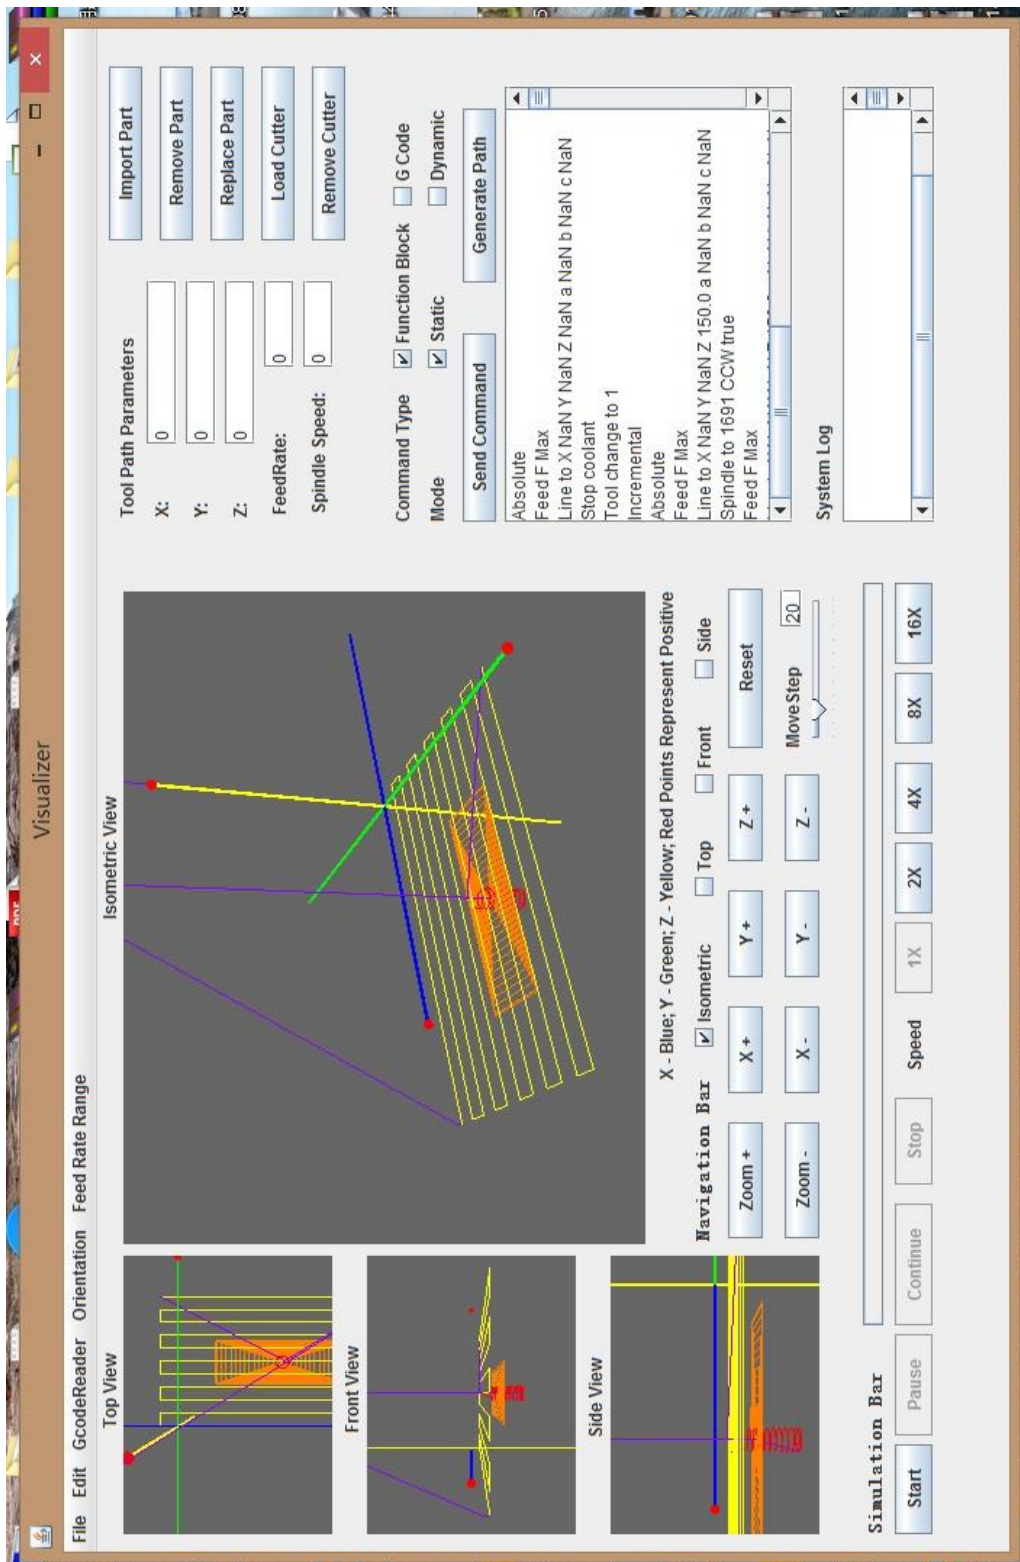 Visualizer
File Edit GcodeReader Orientation Feed Rate Range
Top View
Front View
Side View
Isometric View
X - Blue; Y - Green; Z - Yellow; Red Points Represent Positive
Navigation Bar Isometric Top Front Side
Zoom + X + Y + Z + Reset
Zoom - X - Y - Z - MoveStep 20
Simulation Bar
Start Pause Continue Stop Speed 1X 2X 4X 8X 16X
Tool Path Parameters
X: 0
Y: 0
Z: 0
FeedRate: 0
Spindle Speed: 0
Import Part
Remove Part
Replace Part
Load Cutter
Remove Cutter
Command Type Function Block G Code
Mode Static Dynamic
Send Command Generate Path
Absolute
Feed F Max
Line to X NaN Y NaN Z NaN a NaN b NaN c NaN
Stop coolant
Tool change to 1
Incremental
Absolute
Feed F Max
Line to X NaN Y NaN Z 150.0 a NaN b NaN c NaN
Spindle to 1691 CCW true
Feed F Max
System Log